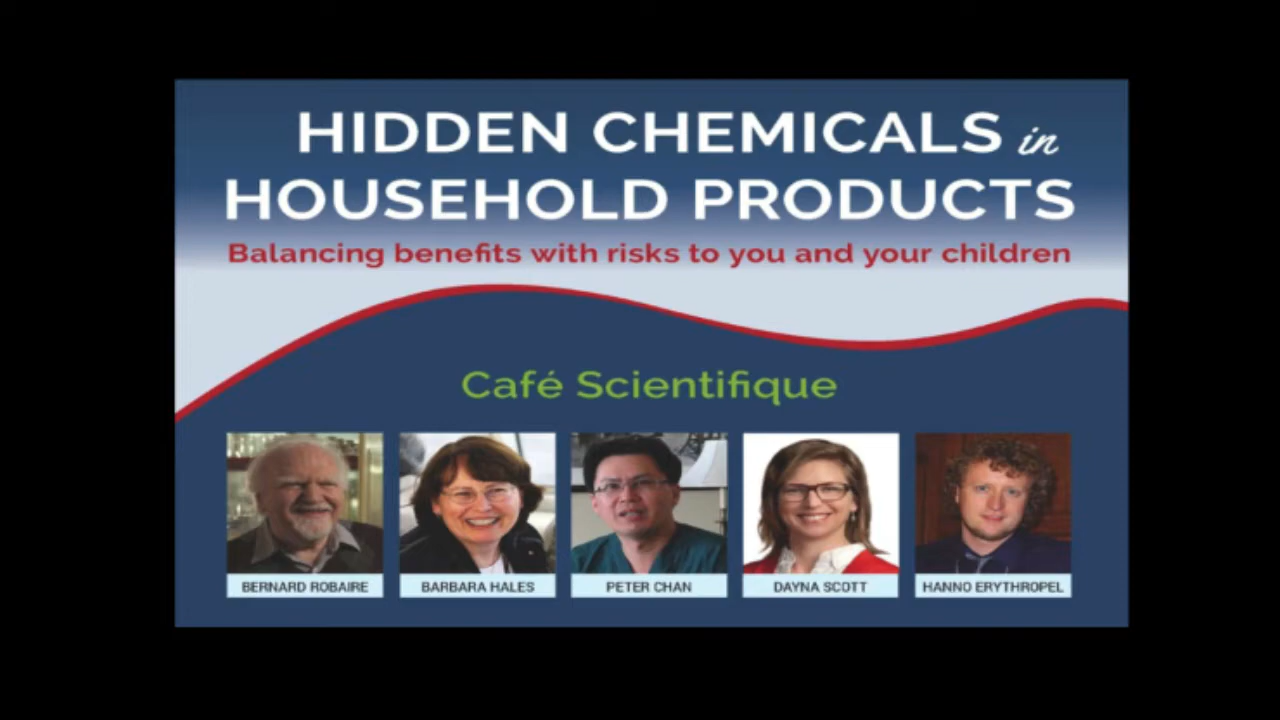 HIDDEN CHEMICALS in
HOUSEHOLD PRODUCTS
Balancing benefits with risks to you and your children
Café Scientifique
BERNARD ROBAIRE
BARBARA HALES
PETER CHAN
DAYNA SCOTT
HANNO ERYTHROPEL